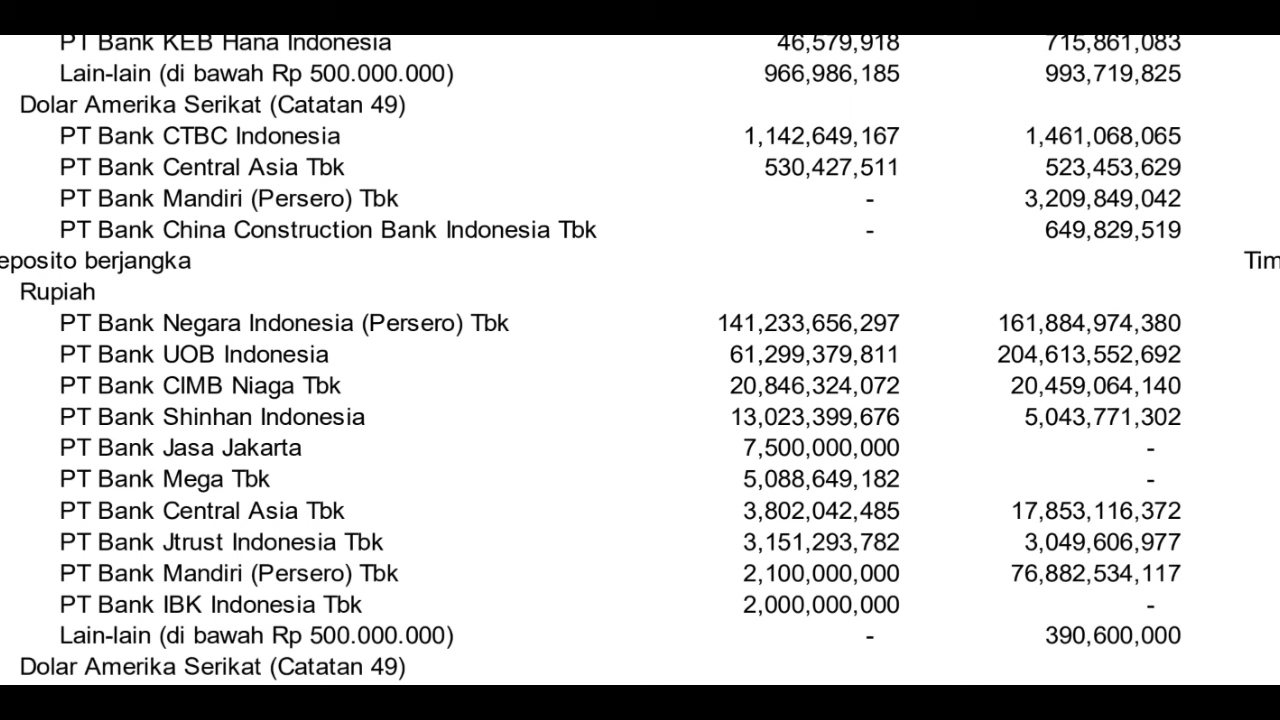 PT Bank KEB Hana Indonesia 46,579,918 715,861,083
Lain-lain (di bawah Rp 500.000.000) 966,986,185 993,719,825
Dolar Amerika Serikat (Catatan 49)
PT Bank CTBC Indonesia 1,142,649,167 1,461,068,065
PT Bank Central Asia Tbk 530,427,511 523,453,629
PT Bank Mandiri (Persero) Tbk - 3,209,849,042
PT Bank China Construction Bank Indonesia Tbk - 649,829,519
eposito berjangka Tim
Rupiah
PT Bank Negara Indonesia (Persero) Tbk 141,233,656,297 161,884,974,380
PT Bank UOB Indonesia 61,299,379,811 204,613,552,692
PT Bank CIMB Niaga Tbk 20,846,324,072 20,459,064,140
PT Bank Shinhan Indonesia 13,023,399,676 5,043,771,302
PT Bank Jasa Jakarta 7,500,000,000 -
PT Bank Mega Tbk 5,088,649,182 -
PT Bank Central Asia Tbk 3,802,042,485 17,853,116,372
PT Bank Jtrust Indonesia Tbk 3,151,293,782 3,049,606,977
PT Bank Mandiri (Persero) Tbk 2,100,000,000 76,882,534,117
PT Bank IBK Indonesia Tbk 2,000,000,000 -
Lain-lain (di bawah Rp 500.000.000) - 390,600,000
Dolar Amerika Serikat (Catatan 49)